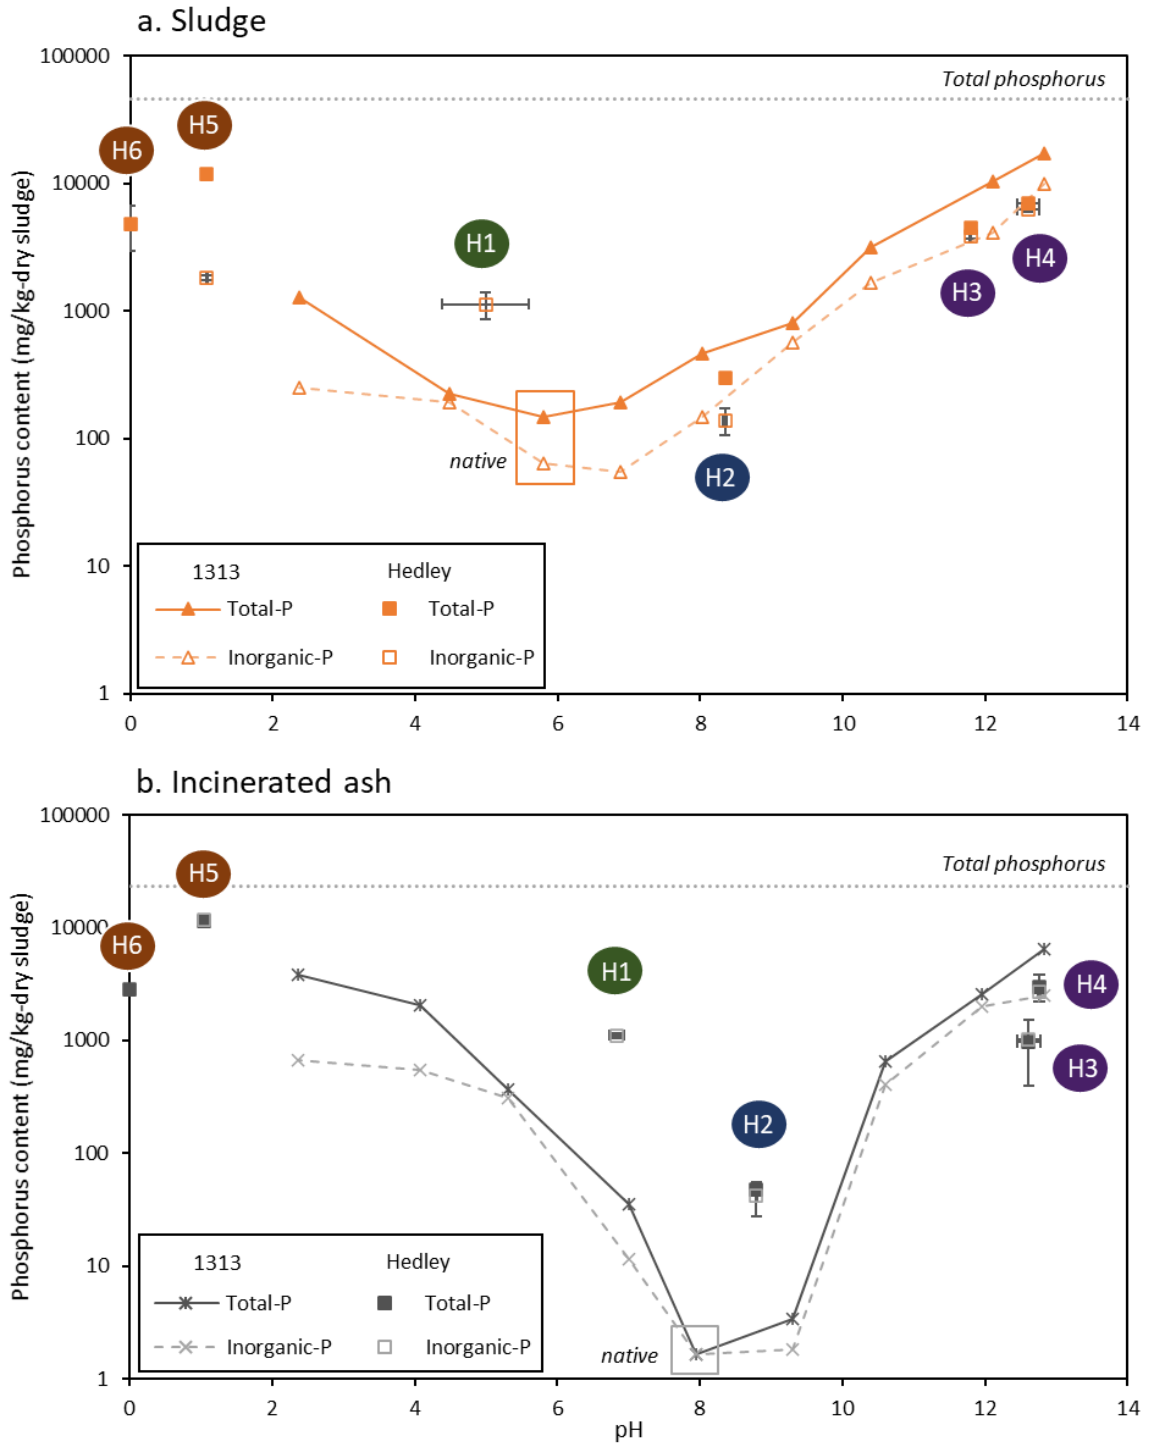 a. Sludge
Phosphorus content (mg/kg-dry sludge)
100000
10000
1000
100
10
1
Total phosphorus
H6
H5
H1
H2
H3
H4
native
1313 Hedley
Total-P Total-P
Inorganic-P Inorganic-P
0 2 4 6 8 10 12 14
b. Incinerated ash
Phosphorus content (mg/kg-dry sludge)
100000
10000
1000
100
10
1
Total phosphorus
H5
H6
H1
H2
H4
H3
native
1313 Hedley
Total-P Total-P
Inorganic-P Inorganic-P
0 2 4 6 8 10 12 14
pH